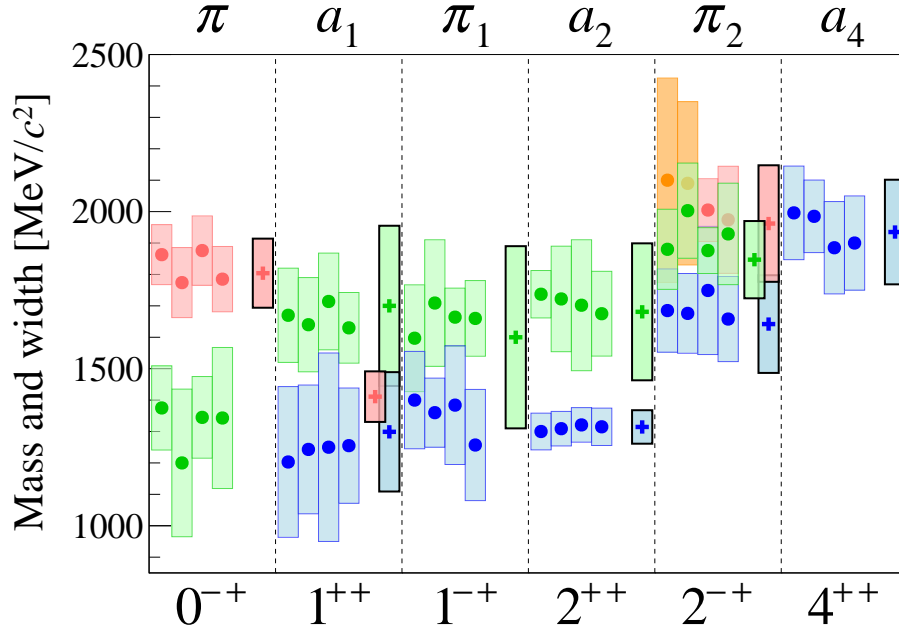 π a₁ π₁ a₂ π₂ a₄
Mass and width [MeV/c²]
2500
2000
1500
1000
0⁻⁺ 1⁺⁺ 1⁻⁺ 2⁺⁺ 2⁻⁺ 4⁺⁺